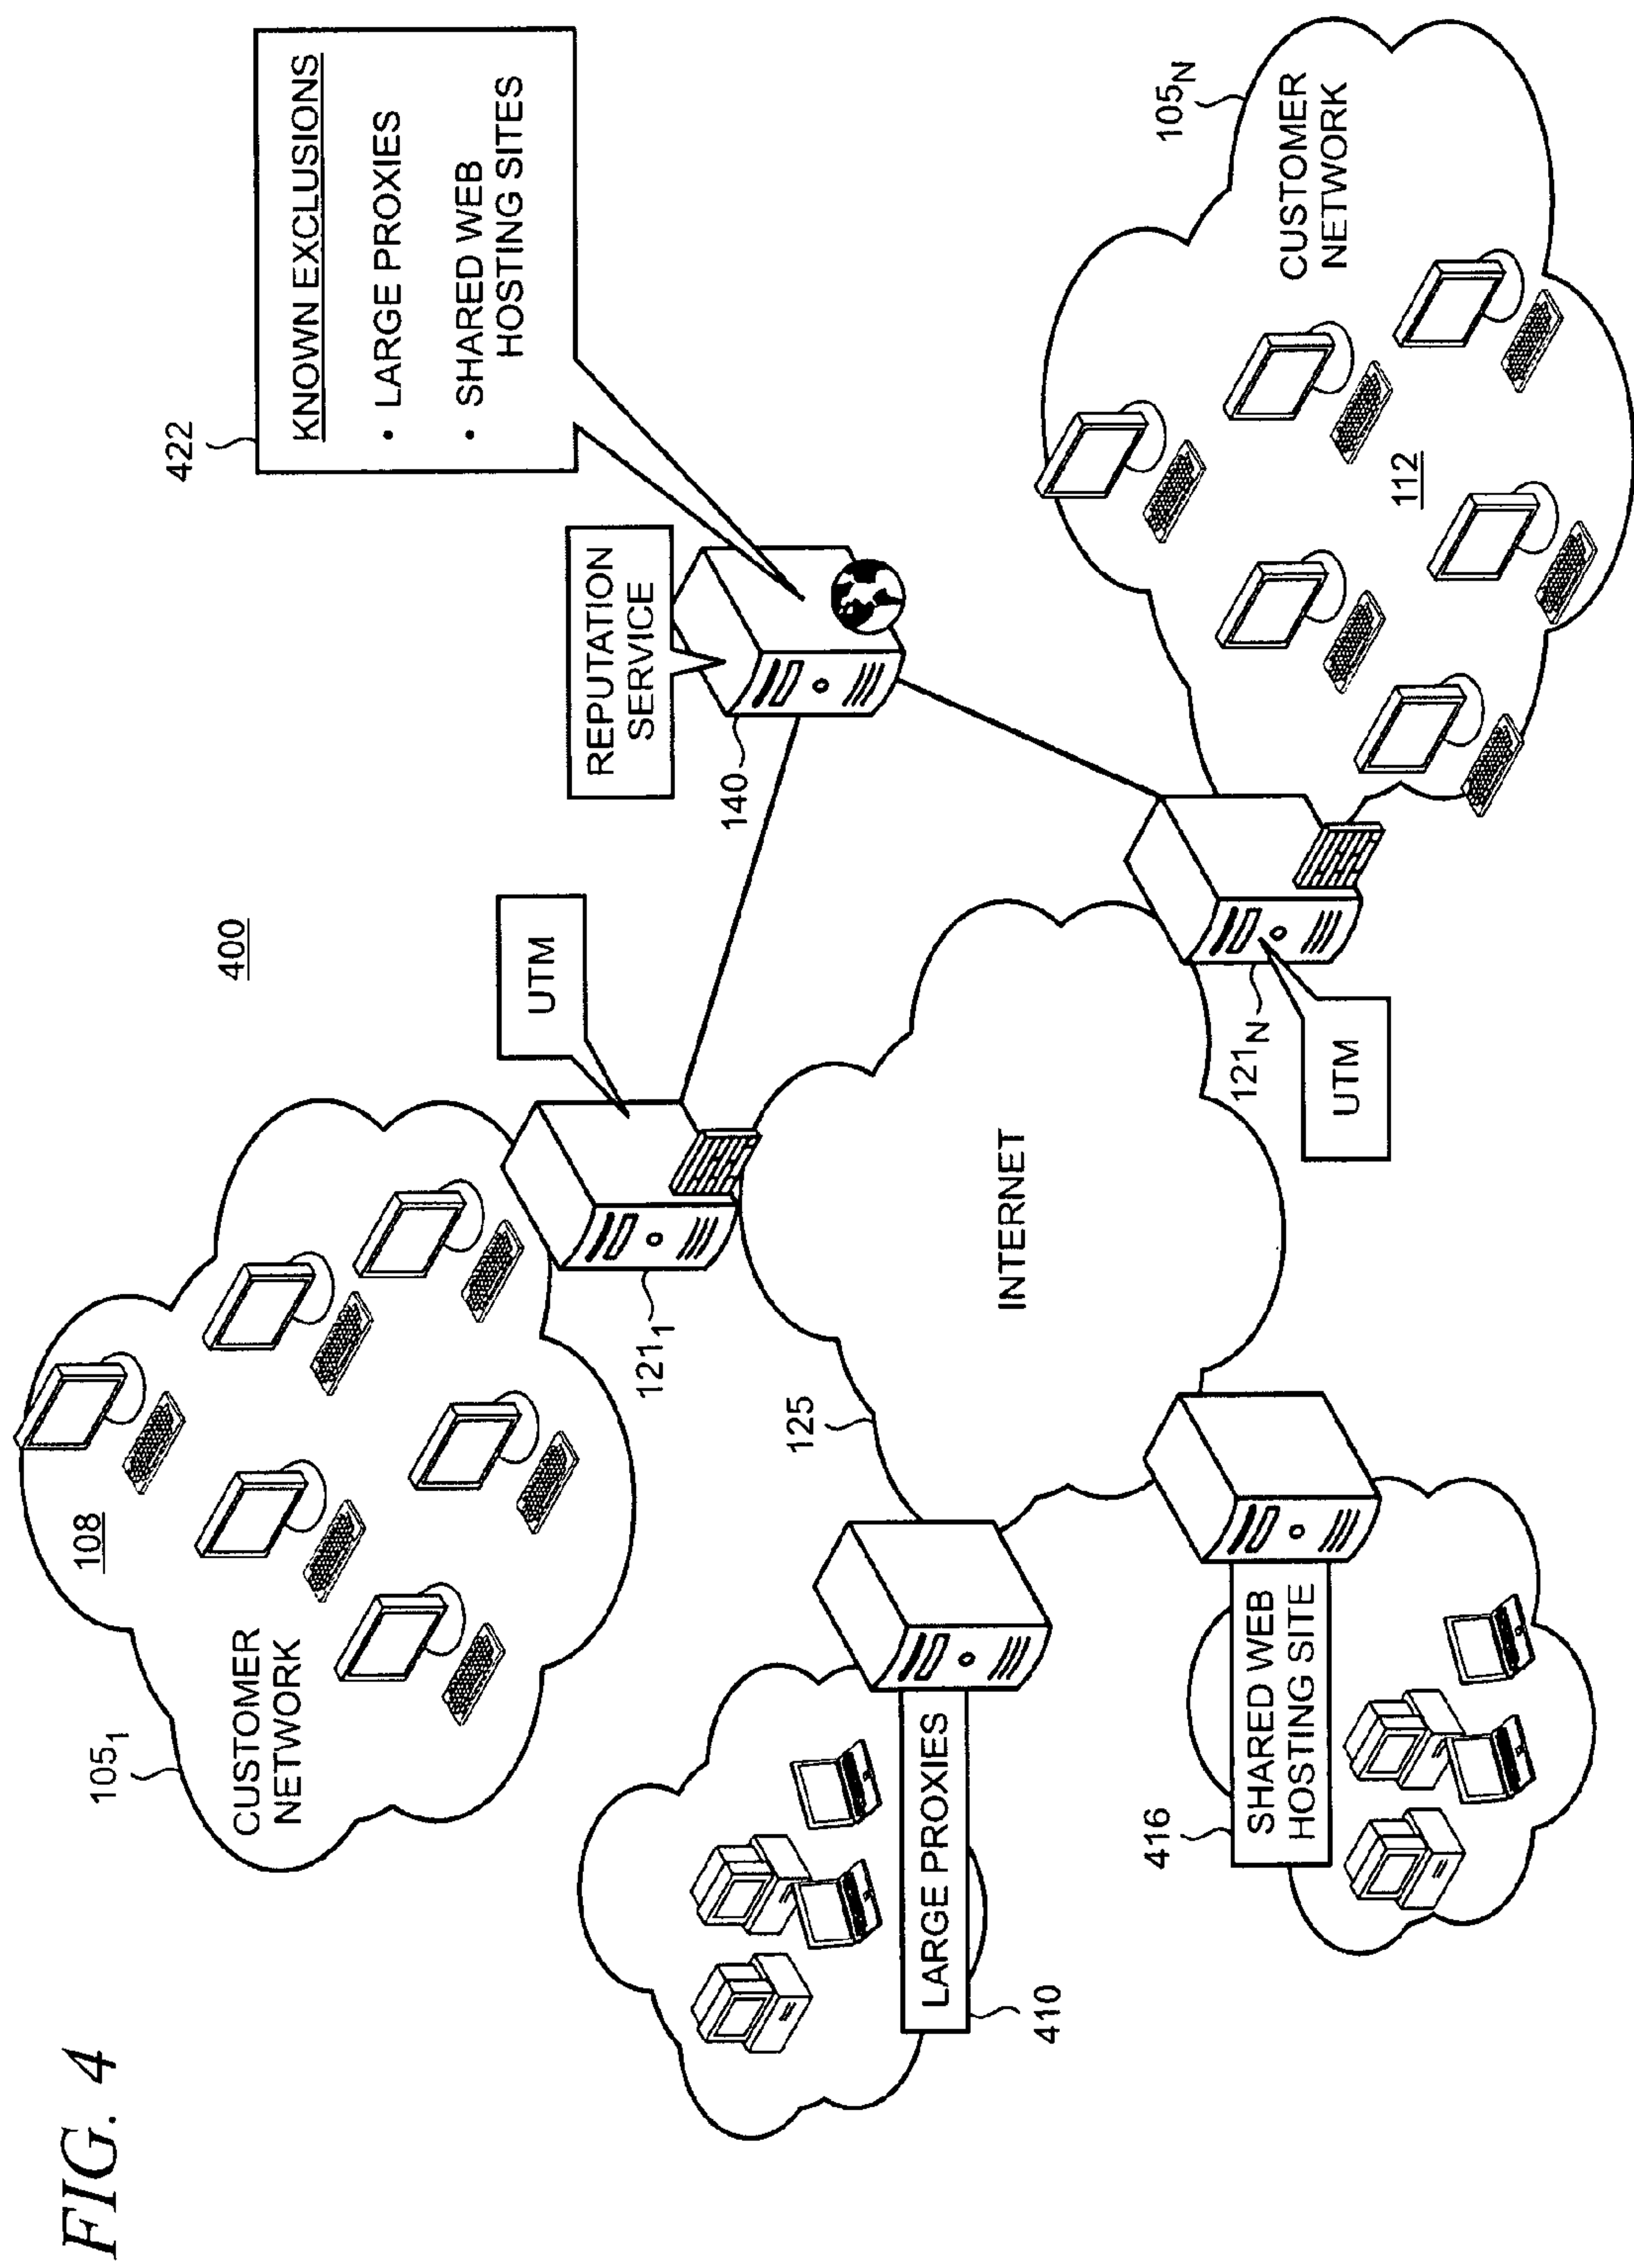 FIG. 4
400
105₁
CUSTOMER
NETWORK
108
121₁
UTM
422
KNOWN EXCLUSIONS
• LARGE PROXIES
• SHARED WEB
HOSTING SITES
REPUTATION
SERVICE
140
LARGE PROXIES
410
125
INTERNET
416
SHARED WEB
HOSTING SITE
121N
UTM
105N
CUSTOMER
NETWORK
112